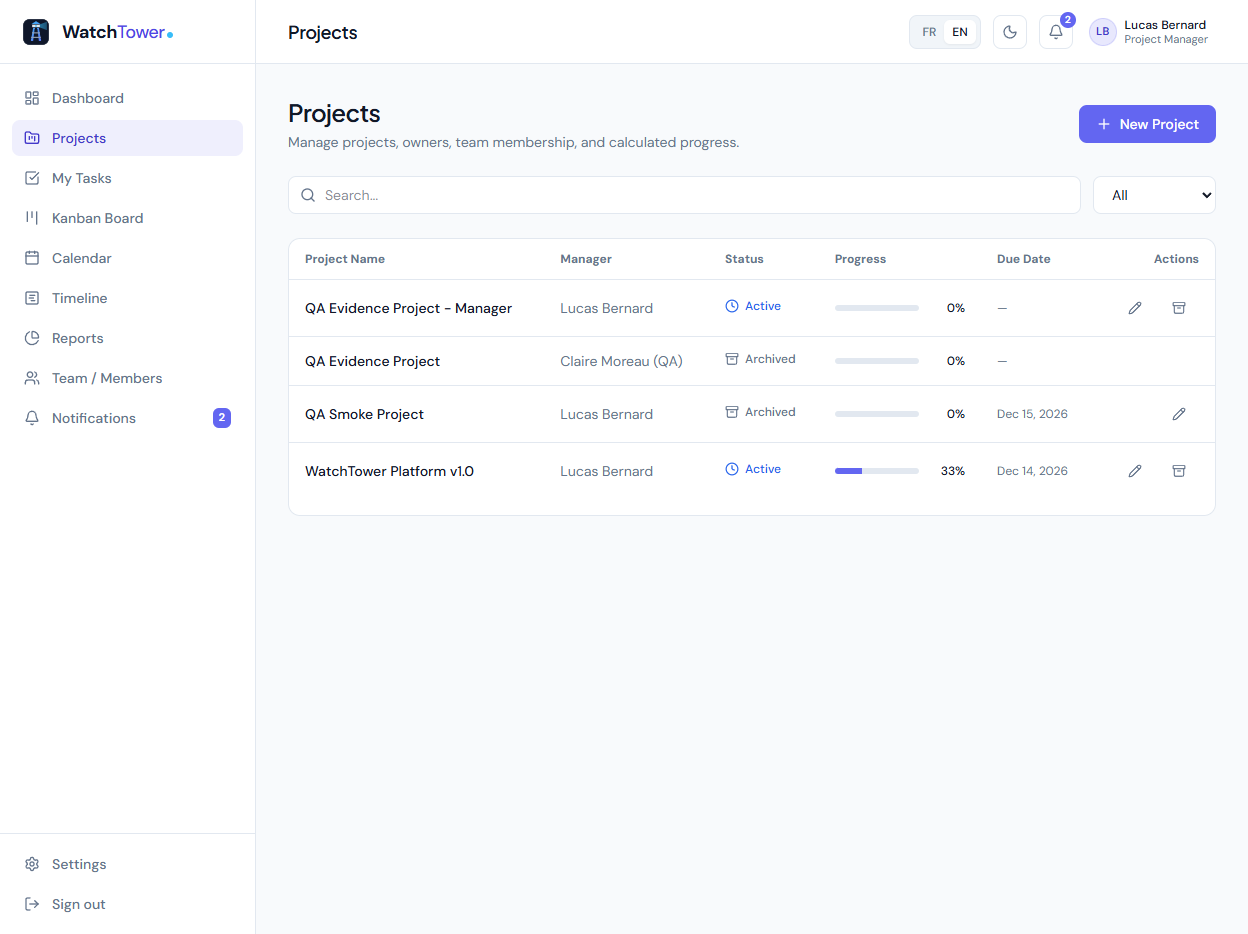 WatchTower
Projects
FR EN
2
LB
Lucas Bernard
Project Manager
Dashboard
Projects
My Tasks
Kanban Board
Calendar
Timeline
Reports
Team / Members
Notifications 2
Settings
Sign out
Projects
Manage projects, owners, team membership, and calculated progress.
New Project
Search...
All
Project Name Manager Status Progress Due Date Actions
QA Evidence Project - Manager Lucas Bernard Active 0% —
QA Evidence Project Claire Moreau (QA) Archived 0% —
QA Smoke Project Lucas Bernard Archived 0% Dec 15, 2026
WatchTower Platform v1.0 Lucas Bernard Active 33% Dec 14, 2026